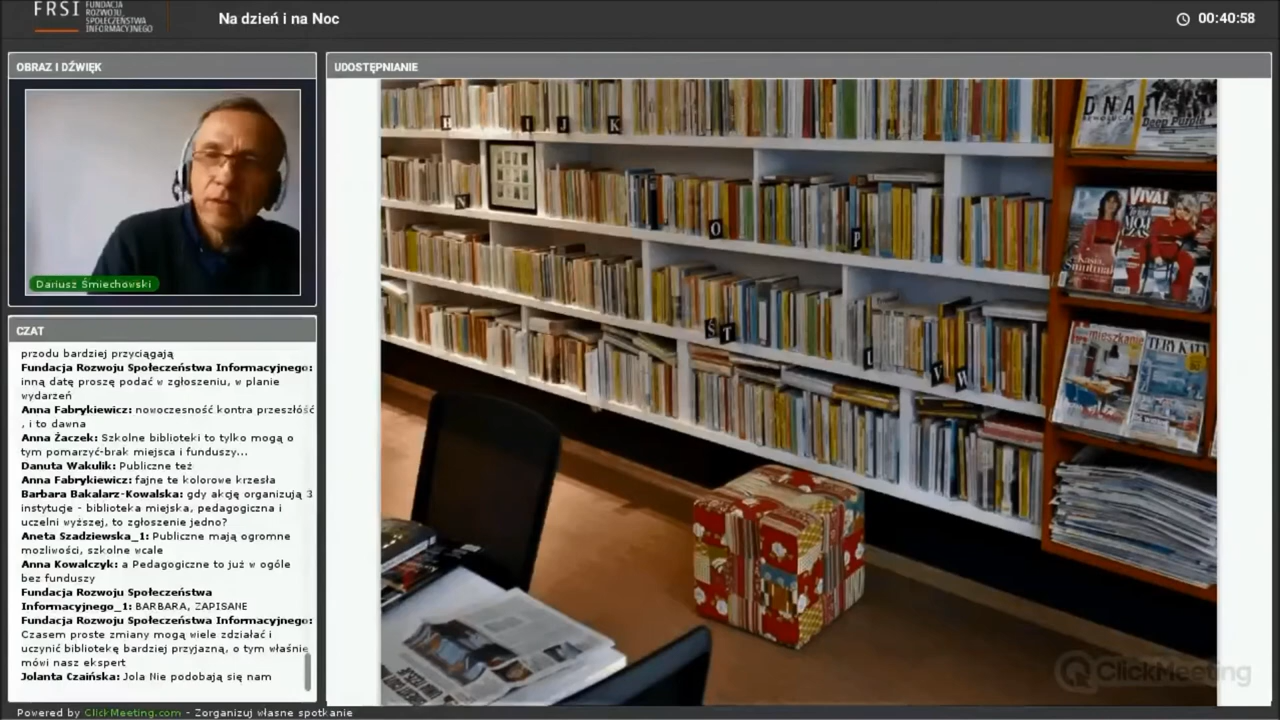 FRSI
FUNDACJA
ROZWOJU
SPOŁECZEŃSTWA
INFORMACYJNEGO
Na dzień i na Noc
00:40:58
OBRAZ I DŹWIĘK
UDOSTĘPNIANIE
Dariusz Śmiechowski
CZAT
przodu bardziej przyciągają
Fundacja Rozwoju Społeczeństwa Informacyjnego:
inną datę proszę podać w zgłoszeniu, w planie
wydarzeń
Anna Fabrykiewicz: nowoczesność kontra przeszłość
, i to dawna
Anna Żaczek: Szkolne biblioteki to tylko mogą o
tym pomarzyć-brak miejsca i funduszy...
Danuta Wakulik: Publiczne też
Anna Fabrykiewicz: fajne te kolorowe krzesła
Barbara Bakalarz-Kowalska: gdy akcję organizują 3
instytucje - biblioteka miejska, pedagogiczna i
uczelni wyższej, to zgłoszenie jedno?
Aneta Szadziewska_1: Publiczne mają ogromne
mozliwości, szkolne wcale
Anna Kowalczyk: a Pedagogiczne to już w ogóle
bez funduszy
Fundacja Rozwoju Społeczeństwa
Informacyjnego_1: BARBARA, ZAPISANE
Fundacja Rozwoju Społeczeństwa Informacyjnego:
Czasem proste zmiany mogą wiele zdziałać i
uczynić bibliotekę bardziej przyjazną, o tym właśnie
mówi nasz ekspert
Jolanta Czaińska: Jola Nie podobają się nam
H
I
J
K
N
O
P
Ś
T
U
W
DNA
Deep Purple
VIVA!
MÓJ
CZAS
Kasia
Smutniak
mieszkanie
ClickMeeting
Powered by ClickMeeting.com - Zorganizuj własne spotkanie